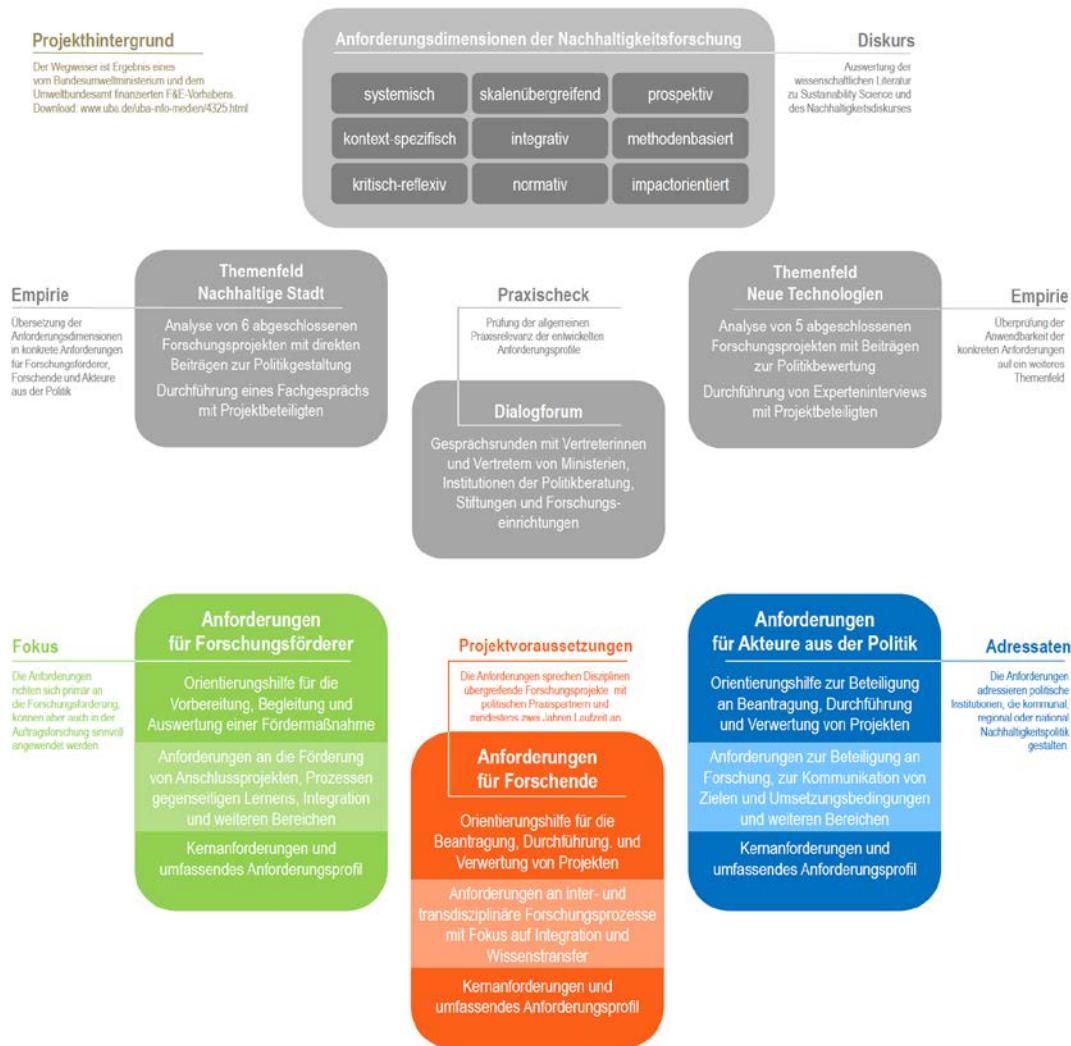 Projekthintergrund
Der Wegweiser ist Ergebnis eines
vom Bundesumweltministerium und dem
Umweltbundesamt finanzierten F&E-Vorhabens.
Download: www.uba.de/uba-info-medien/4325.html
Anforderungsdimensionen der Nachhaltigkeitsforschung
systemisch
skalenübergreifend
prospektiv
kontext-spezifisch
integrativ
methodenbasiert
kritisch-reflexiv
normativ
impactorientiert
Diskurs
Auswertung der
wissenschaftlichen Literatur
zu Sustainability Science und
des Nachhaltigkeitsdiskurses
Empirie
Übersetzung der
Anforderungsdimensionen
in konkrete Anforderungen
für Forschungsförderer,
Forschende und Akteure
aus der Politik
Themenfeld
Nachhaltige Stadt
Analyse von 6 abgeschlossenen
Forschungsprojekten mit direkten
Beiträgen zur Politikgestaltung
Durchführung eines Fachgesprächs
mit Projektbeteiligten
Praxischeck
Prüfung der allgemeinen
Praxisrelevanz der entwickelten
Anforderungsprofile
Dialogforum
Gesprächsrunden mit Vertreterinnen
und Vertretern von Ministerien,
Institutionen der Politikberatung,
Stiftungen und Forschungs-
einrichtungen
Themenfeld
Neue Technologien
Analyse von 5 abgeschlossenen
Forschungsprojekten mit Beiträgen
zur Politikbewertung
Durchführung von Experteninterviews
mit Projektbeteiligten
Empirie
Überprüfung der
Anwendbarkeit der
konkreten Anforderungen
auf ein weiteres
Themenfeld
Fokus
Die Anforderungen
richten sich primär an
die Forschungsförderung,
können aber auch in der
Auftragsforschung sinnvoll
angewendet werden.
Anforderungen
für Forschungsförderer
Orientierungshilfe für die
Vorbereitung, Begleitung und
Auswertung einer Fördermaßnahme
Anforderungen an die Förderung
von Anschlussprojekten, Prozessen
gegenseitigen Lernens, Integration
und weiteren Bereichen
Kernanforderungen und
umfassendes Anforderungsprofil
Projektvoraussetzungen
Die Anforderungen sprechen Disziplinen
übergreifende Forschungsprojekte mit
politischen Praxispartnern und
mindestens zwei Jahren Laufzeit an
Anforderungen
für Forschende
Orientierungshilfe für die
Beantragung, Durchführung. und
Verwertung von Projekten
Anforderungen an inter- und
transdisziplinäre Forschungsprozesse
mit Fokus auf Integration und
Wissenstransfer
Kernanforderungen und
umfassendes Anforderungsprofil
Anforderungen
für Akteure aus der Politik
Orientierungshilfe zur Beteiligung
an Beantragung, Durchführung
und Verwertung von Projekten
Anforderungen zur Beteiligung an
Forschung, zur Kommunikation von
Zielen und Umsetzungsbedingungen
und weiteren Bereichen
Kernanforderungen und
umfassendes Anforderungsprofil
Adressaten
Die Anforderungen
adressieren politische
Institutionen, die kommunal,
regional oder national
Nachhaltigkeitspolitik
gestalten.